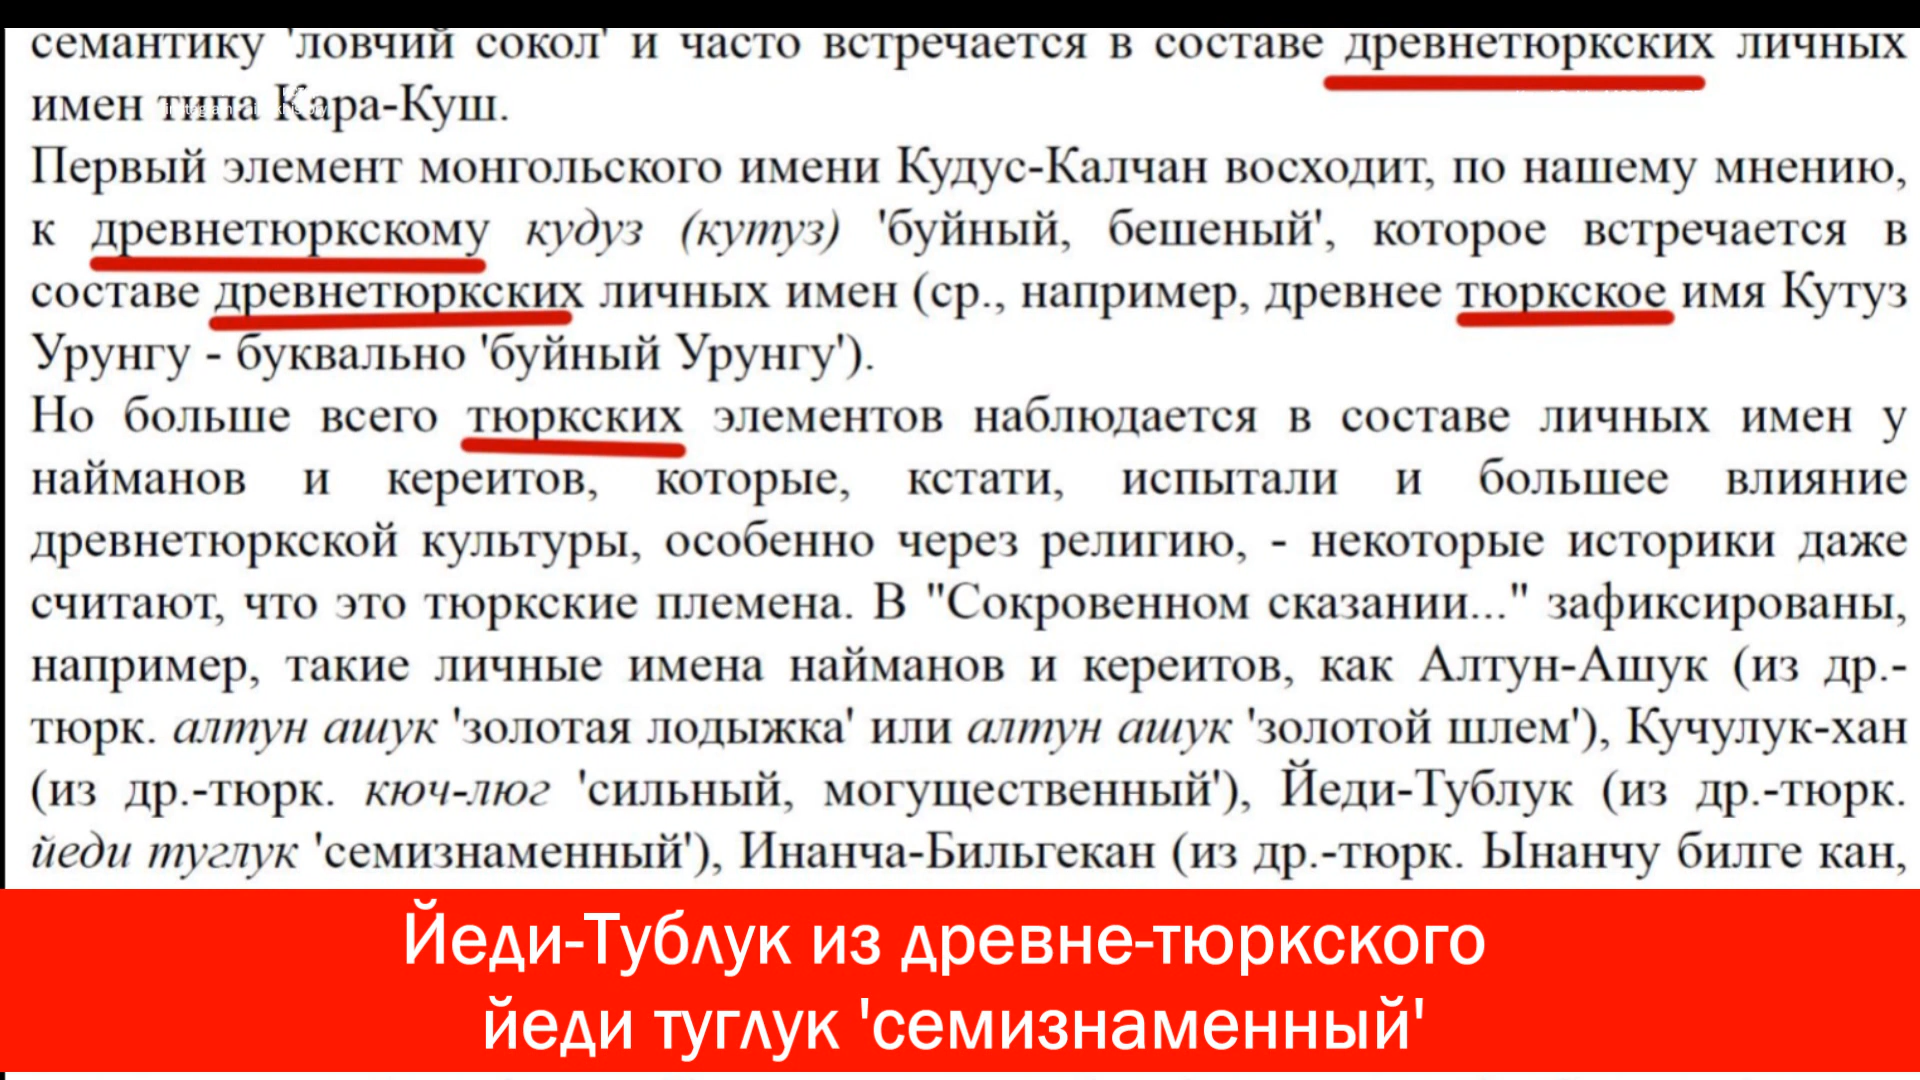 семантику 'ловчий сокол' и часто встречается в составе древнетюркских личных
имен типа Кара-Куш.
Первый элемент монгольского имени Кудус-Калчан восходит, по нашему мнению,
к древнетюркскому кудуз (кутуз) 'буйный, бешеный', которое встречается в
составе древнетюркских личных имен (ср., например, древнее тюркское имя Кутуз
Урунгу - буквально 'буйный Урунгу').
Но больше всего тюркских элементов наблюдается в составе личных имен у
найманов и кереитов, которые, кстати, испытали и большее влияние
древнетюркской культуры, особенно через религию, - некоторые историки даже
считают, что это тюркские племена. В "Сокровенном сказании..." зафиксированы,
например, такие личные имена найманов и кереитов, как Алтун-Ашук (из др.-
тюрк. алтун ашук 'золотая лодыжка' или алтун ашук 'золотой шлем'), Кучулук-хан
(из др.-тюрк. кюч-люг 'сильный, могущественный'), Йеди-Тублук (из др.-тюрк.
йеди туглук 'семизнаменный'), Инанча-Бильгекан (из др.-тюрк. Ынанчу билге кан,
Йеди-Тублук из древне-тюркского
йеди туглук 'семизнаменный'